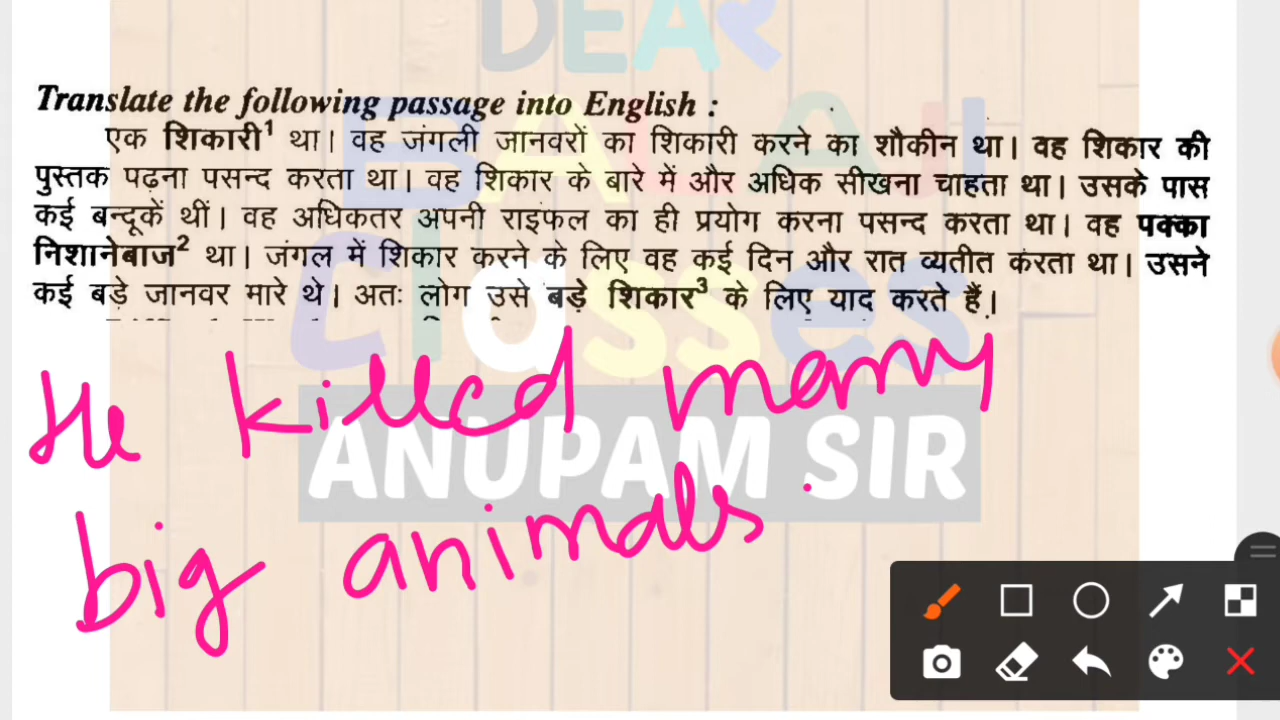 DEAR
Translate the following passage into English :
एक शिकारी¹ था। वह जंगली जानवरों का शिकारी करने का शौकीन था। वह शिकार की
पुस्तक पढ़ना पसन्द करता था। वह शिकार के बारे में और अधिक सीखना चाहता था। उसके पास
कई बन्दूकें थीं। वह अधिकतर अपनी राइफल का ही प्रयोग करना पसन्द करता था। वह पक्का
निशानेबाज² था। जंगल में शिकार करने के लिए वह कई दिन और रात व्यतीत करता था। उसने
कई बड़े जानवर मारे थे। अतः लोग उसे बड़े शिकार³ के लिए याद करते हैं।
BALAJI
classes
He killed many
ANUPAM SIR
big animals.